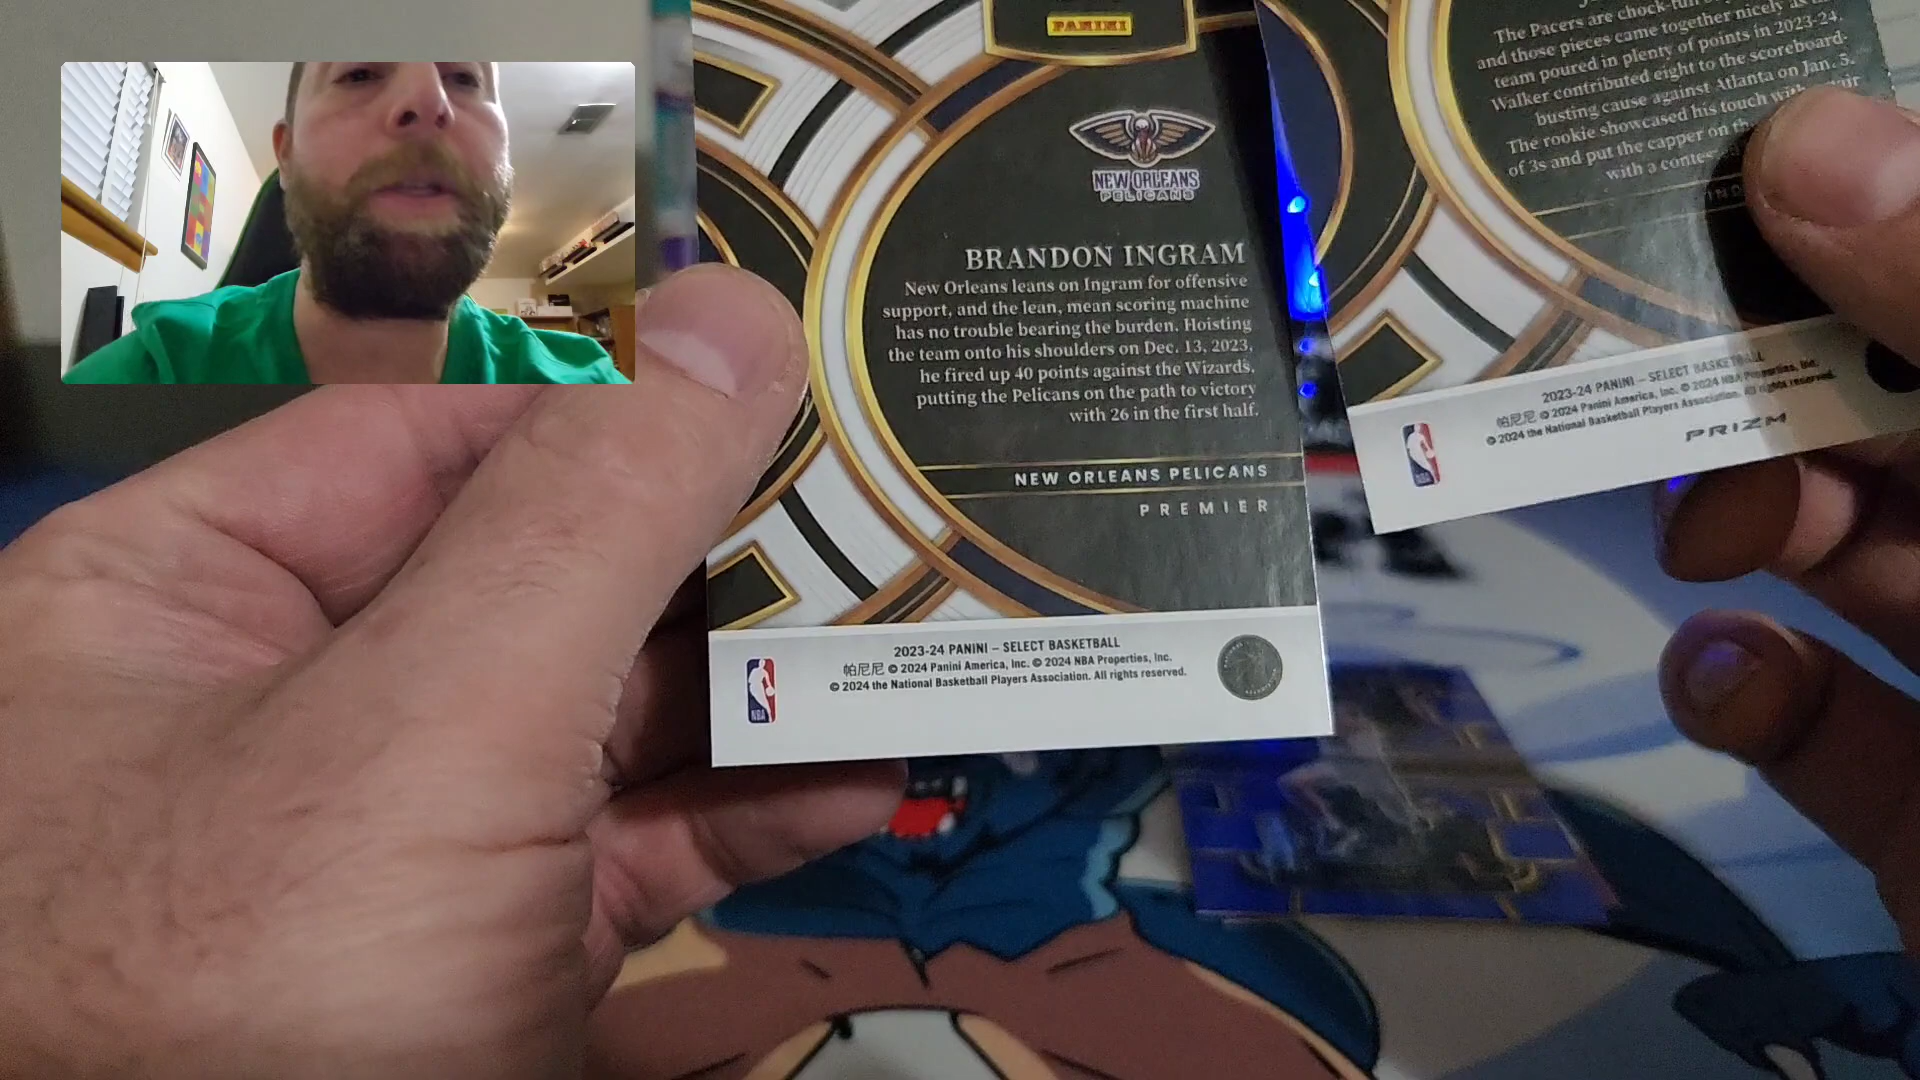 PANINI
NEW ORLEANS
PELICANS
BRANDON INGRAM
New Orleans leans on Ingram for offensive
support, and the lean, mean scoring machine
has no trouble bearing the burden. Hoisting
the team onto his shoulders on Dec. 13, 2023,
he fired up 40 points against the Wizards,
putting the Pelicans on the path to victory
with 26 in the first half.
NEW ORLEANS PELICANS
PREMIER
2023-24 PANINI – SELECT BASKETBALL
帕尼尼 © 2024 Panini America, Inc. © 2024 NBA Properties, Inc.
© 2024 the National Basketball Players Association. All rights reserved.
NBA
The Pacers are chock-full
and those pieces came together nicely as
team poured in plenty of points in 2023-24.
Walker contributed eight to the scoreboard-
busting cause against Atlanta on Jan. 5.
The rookie showcased his touch with
of 3s and put the capper on
with a
2023-24 PANINI – SELECT BASKETBALL
帕尼尼 © 2024 Panini America, Inc. © 2024 NBA Properties, Inc.
© 2024 the National Basketball Players Association. All rights reserved.
PRIZM
NBA